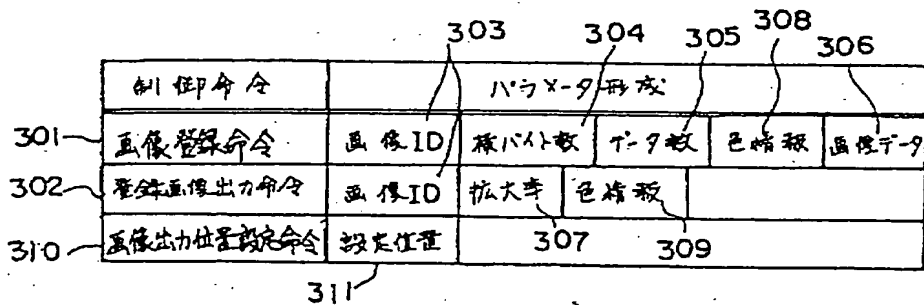 303 304 305 308 306
制御命令 パラメータ形成
301 画像登録命令 画像ID 横バイト数 データ数 色情報 画像データ
302 登録画像出力命令 画像ID 拡大率 色情報
310 画像出力位置設定命令 設定位置 307 309
311